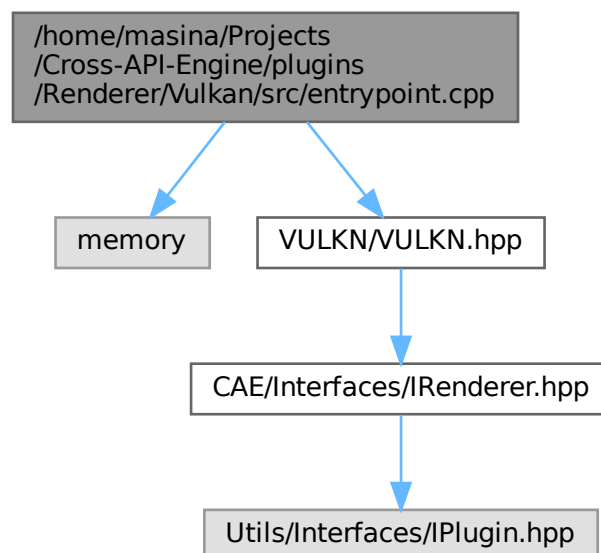 /home/masina/Projects
/Cross-API-Engine/plugins
/Renderer/Vulkan/src/entrypoint.cpp
memory
VULKN/VULKN.hpp
CAE/Interfaces/IRenderer.hpp
Utils/Interfaces/IPlugin.hpp